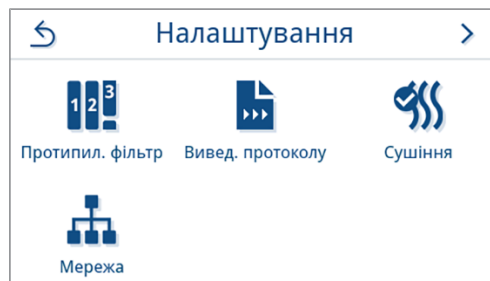 Налаштування
1 2 3
Протипил. фільтр Вивед. протоколу Сушіння
Мережа